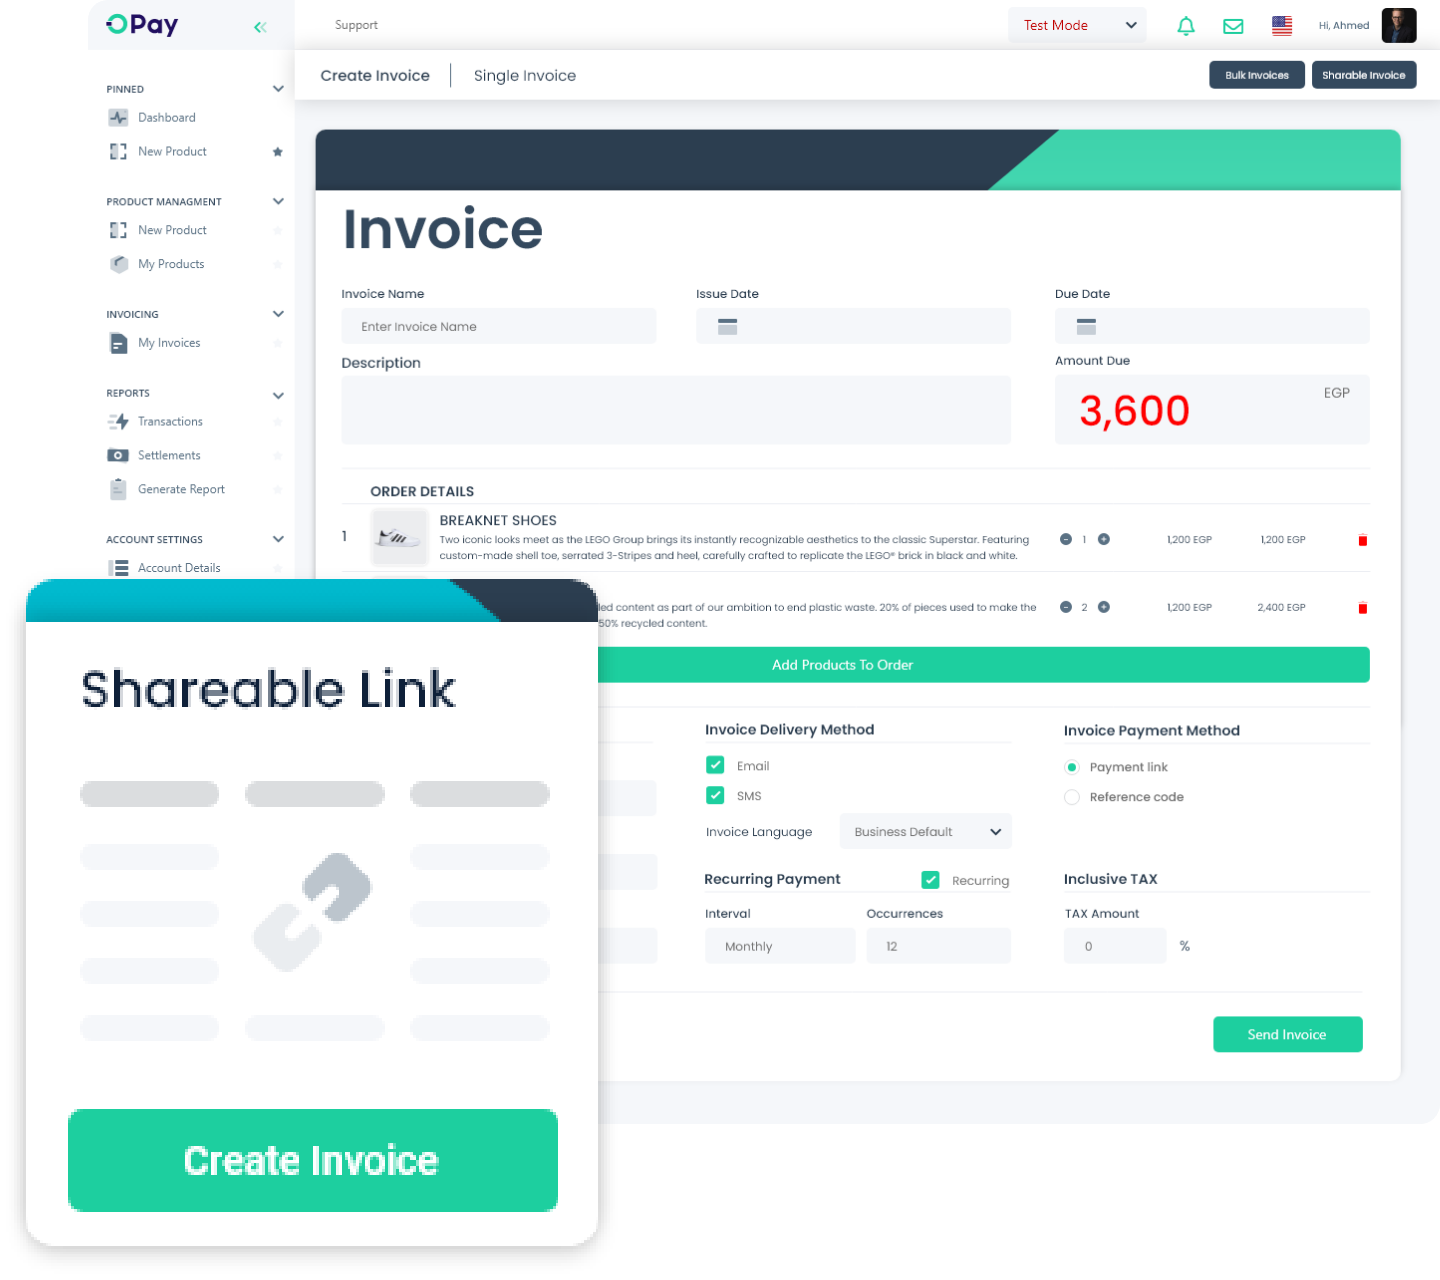 OPay
Support
Test Mode
Hi, Ahmed
Create Invoice
Single Invoice
Bulk Invoices
Sharable Invoice
PINNED
Dashboard
New Product
PRODUCT MANAGMENT
New Product
My Products
INVOICING
My Invoices
REPORTS
Transactions
Settlements
Generate Report
ACCOUNT SETTINGS
Account Details
Invoice
Invoice Name
Issue Date
Due Date
Enter Invoice Name
Description
Amount Due
3,600
EGP
ORDER DETAILS
1
BREAKNET SHOES
Two iconic looks meet as the LEGO Group brings its instantly recognizable aesthetics to the classic Superstar. Featuring
custom-made shell toe, serrated 3-Stripes and heel, carefully crafted to replicate the LEGO® brick in black and white.
- 1 +
1,200 EGP
1,200 EGP
led content as part of our ambition to end plastic waste. 20% of pieces used to make the
50% recycled content.
- 2 +
1,200 EGP
2,400 EGP
Add Products To Order
Invoice Delivery Method
Email
SMS
Invoice Language
Business Default
Invoice Payment Method
Payment link
Reference code
Recurring Payment
Recurring
Interval
Occurrences
Monthly
12
Inclusive TAX
TAX Amount
0
%
Send Invoice
Shareable Link
Create Invoice